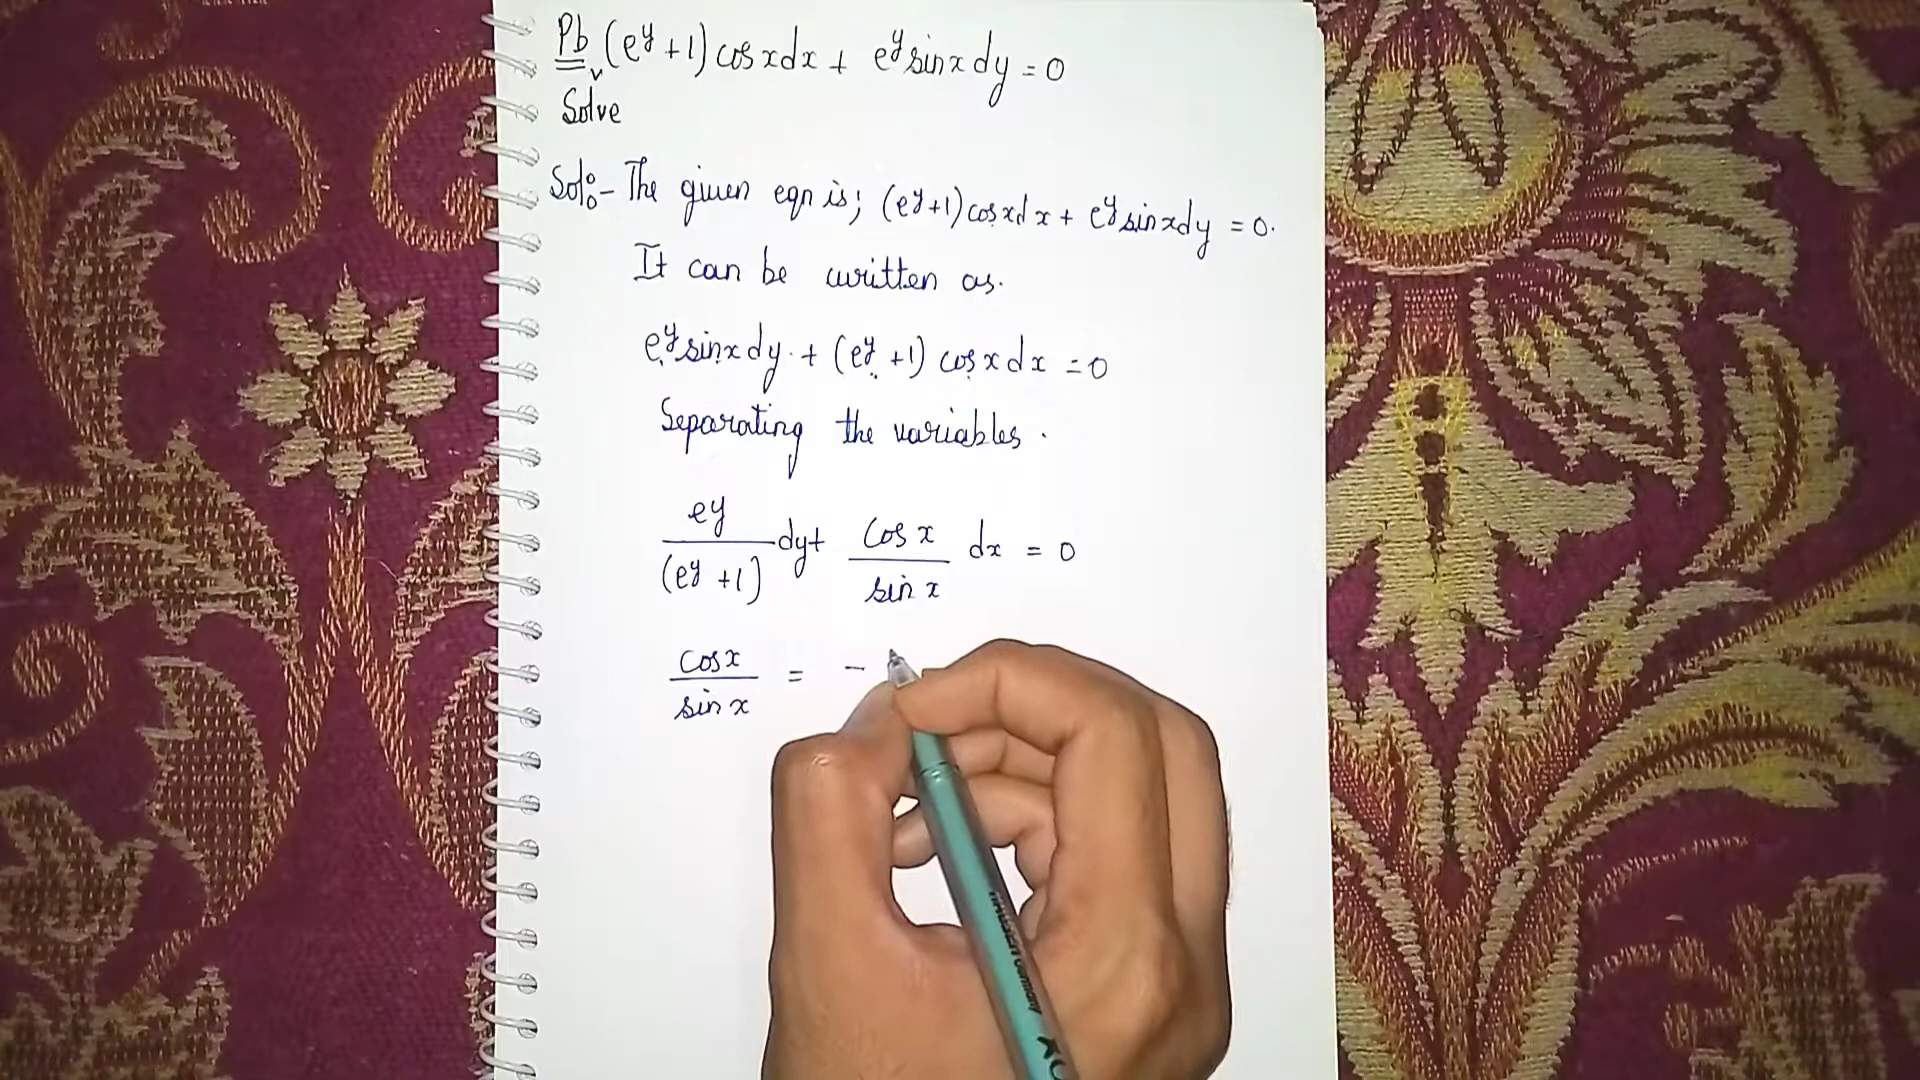 Pb (e^y + 1) cos x dx + e^y sin x dy = 0
Solve
Sol:- The given eqn is; (e^y + 1) cos x dx + e^y sin x dy = 0.
It can be written as.
e^y sin x dy + (e^y + 1) cos x dx = 0
Separating the variables.
e^y/(e^y + 1) dy + cos x/sin x dx = 0
cos x/sin x = -